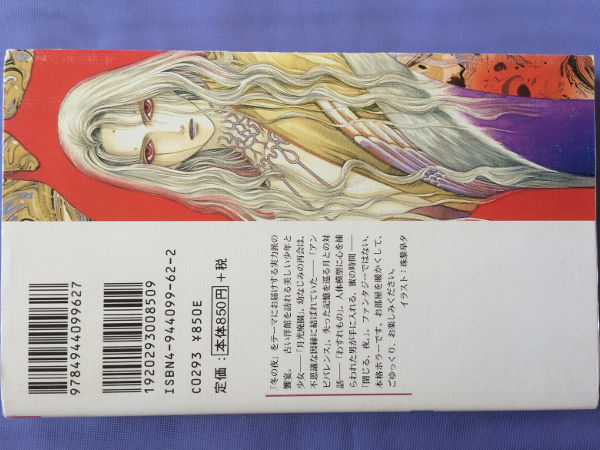 9784944099627
1920293008509
ISBN4-944099-62-2
C0293 ¥850E
定価：本体850円＋税
「冬の夜」をテーマにお届けする実力派の
饗宴。古い洋館を訪れる美しい少年と
少女――「月光廃園」。幼なじみの再会は、
不思議な因縁に結ばれていた――「アン
ビバレンス」。失った記憶を巡る月との対
話――「わすれもの」。人体模型に心を捕
らわれた男が手に入れる、蜜の時間――
「閉じる、夜」。ファンタジーではない、
本格ホラーです。お部屋を暖かくして、
ごゆっくり、お楽しみください。
イラスト：珠黎皐夕